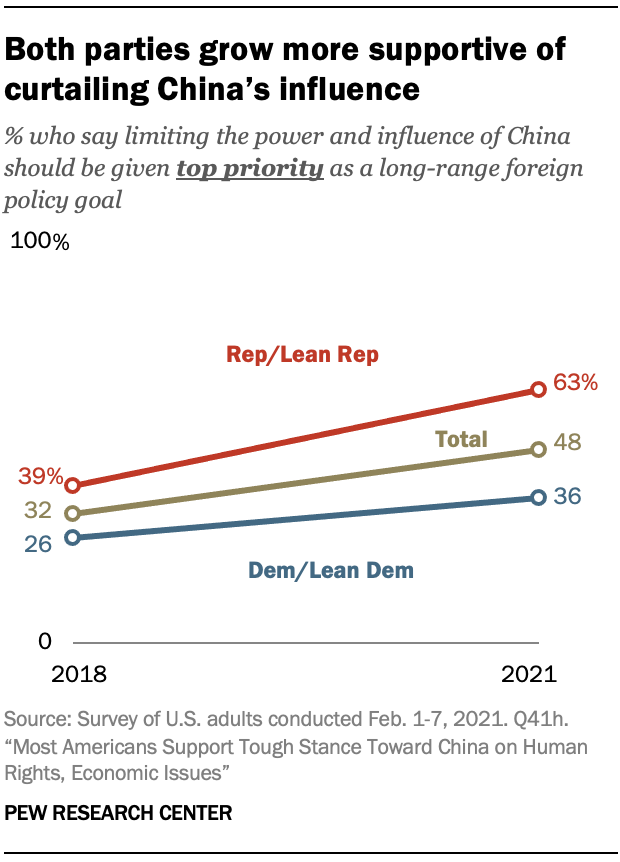 Both parties grow more supportive of
curtailing China's influence
% who say limiting the power and influence of China
should be given top priority as a long-range foreign
policy goal
100%
Rep/Lean Rep
63%
Total
48
39%
32
36
26
Dem/Lean Dem
0
2018
2021
Source: Survey of U.S. adults conducted Feb. 1-7, 2021. Q41h.
“Most Americans Support Tough Stance Toward China on Human
Rights, Economic Issues”
PEW RESEARCH CENTER